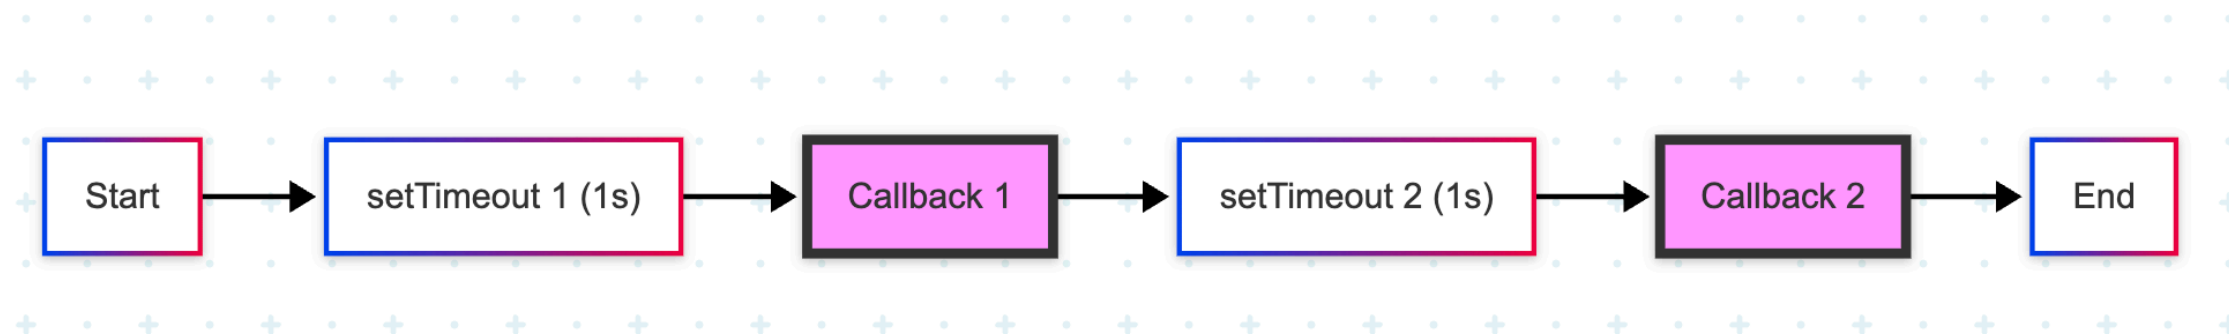 Start
setTimeout 1 (1s)
Callback 1
setTimeout 2 (1s)
Callback 2
End